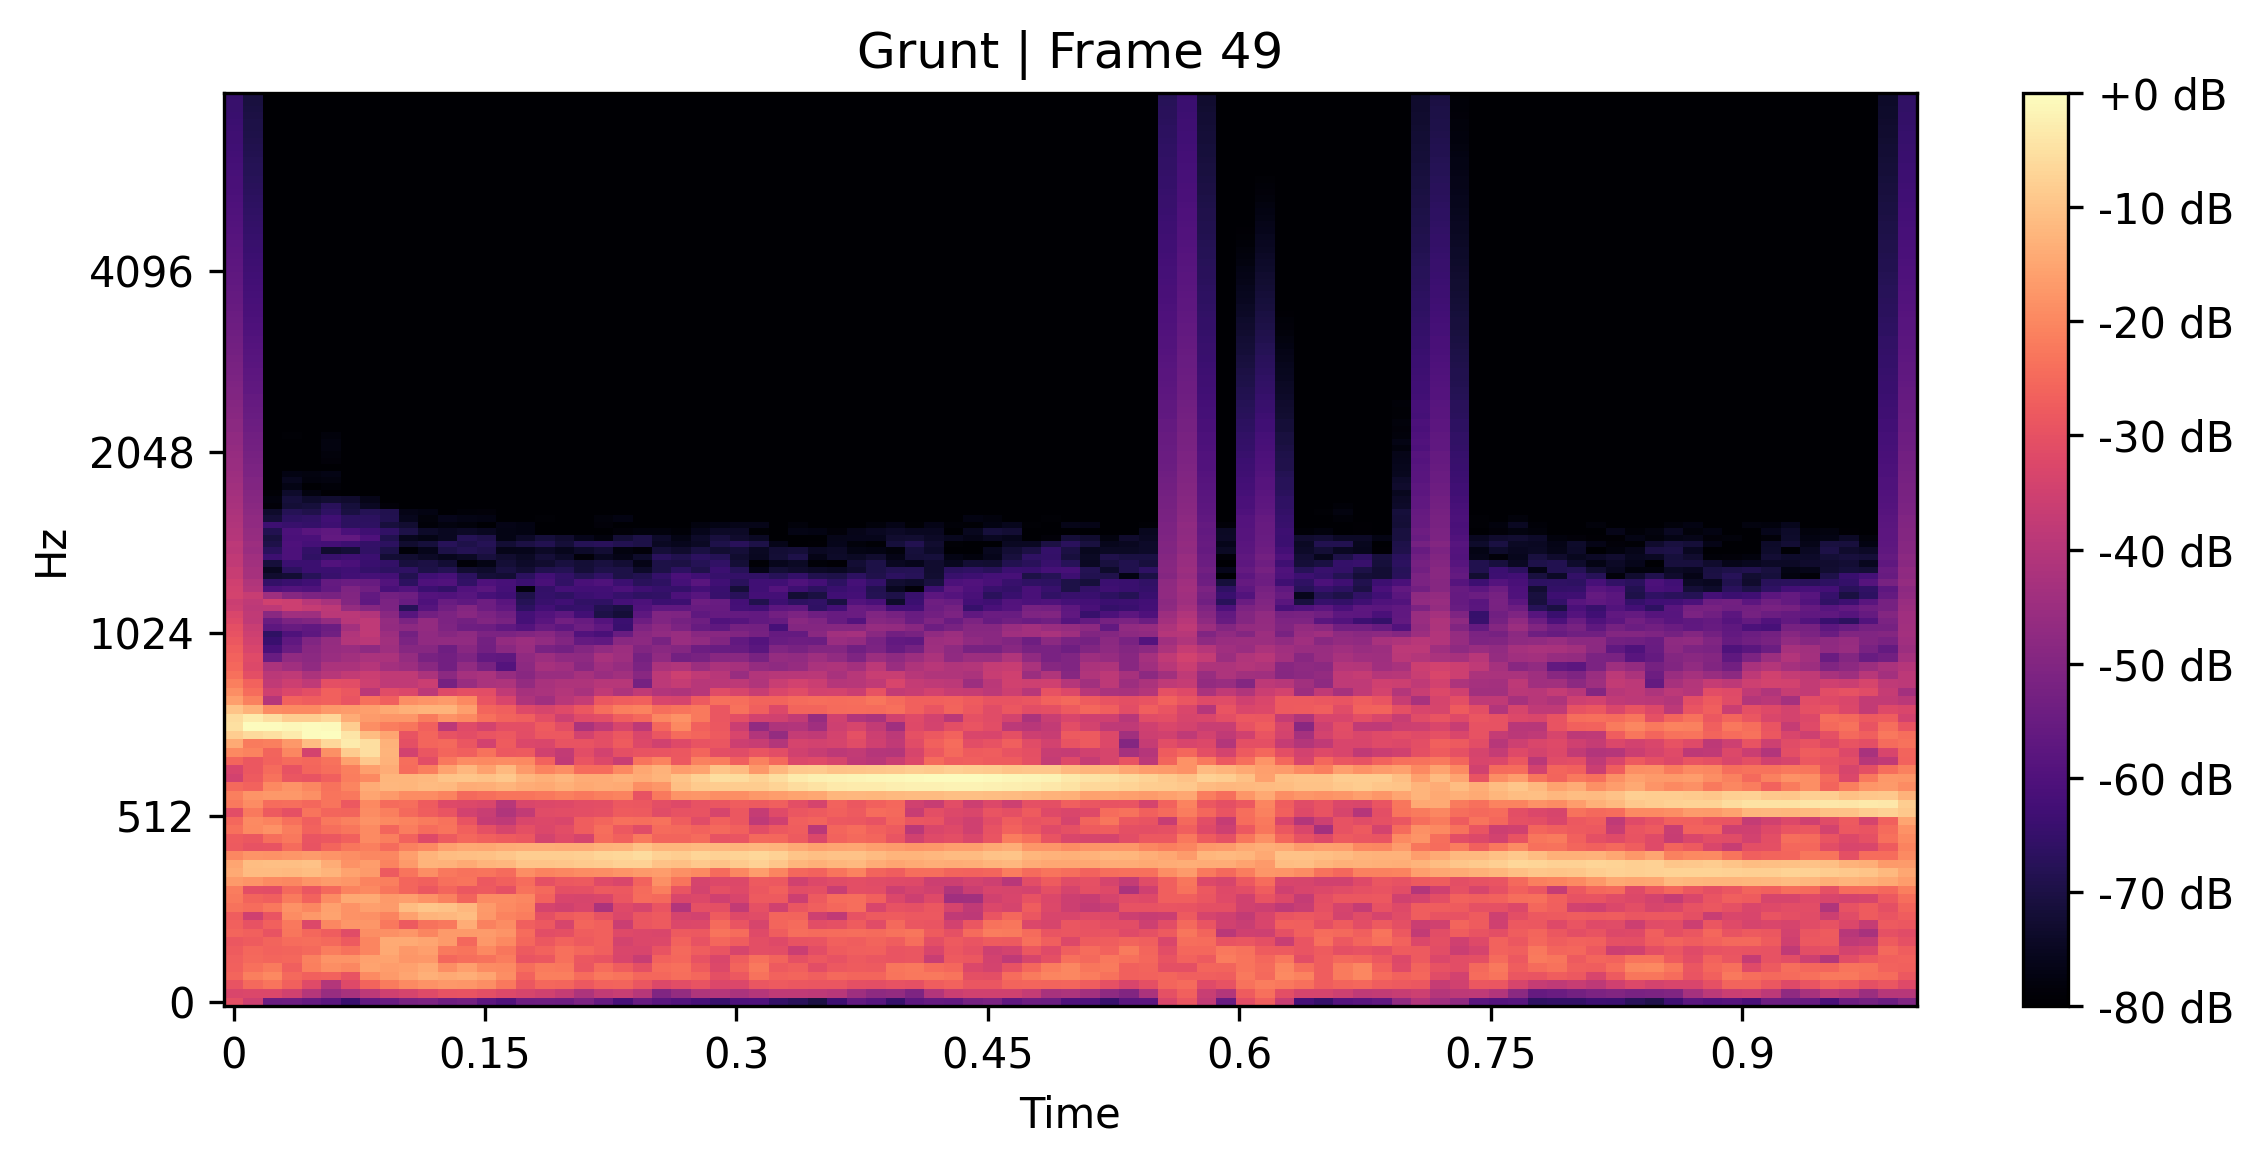 Grunt | Frame 49
Hz
4096
2048
1024
512
0
0 0.15 0.3 0.45 0.6 0.75 0.9
Time
+0 dB
-10 dB
-20 dB
-30 dB
-40 dB
-50 dB
-60 dB
-70 dB
-80 dB